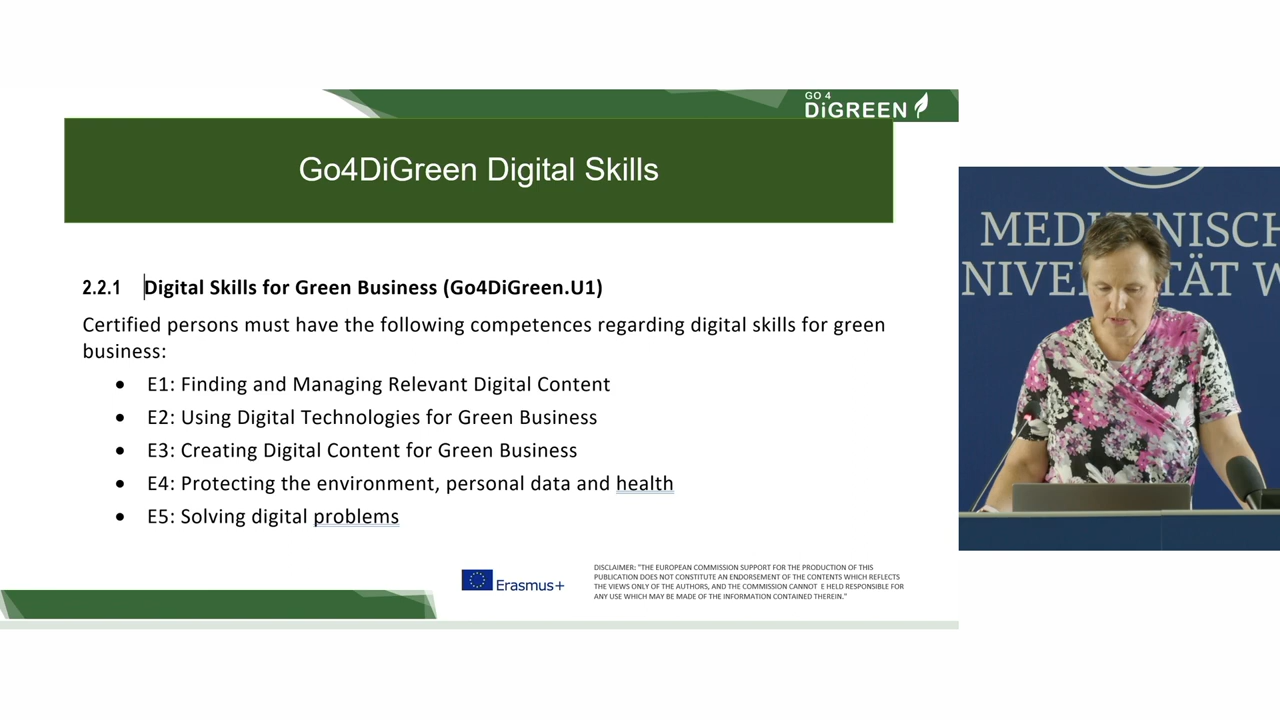 GO 4
DiGREEN
Go4DiGreen Digital Skills
2.2.1 Digital Skills for Green Business (Go4DiGreen.U1)
Certified persons must have the following competences regarding digital skills for green
business:
• E1: Finding and Managing Relevant Digital Content
• E2: Using Digital Technologies for Green Business
• E3: Creating Digital Content for Green Business
• E4: Protecting the environment, personal data and health
• E5: Solving digital problems
Erasmus+
DISCLAIMER: "THE EUROPEAN COMMISSION SUPPORT FOR THE PRODUCTION OF THIS
PUBLICATION DOES NOT CONSTITUTE AN ENDORSEMENT OF THE CONTENTS WHICH REFLECTS
THE VIEWS ONLY OF THE AUTHORS, AND THE COMMISSION CANNOT E HELD RESPONSIBLE FOR
ANY USE WHICH MAY BE MADE OF THE INFORMATION CONTAINED THEREIN."